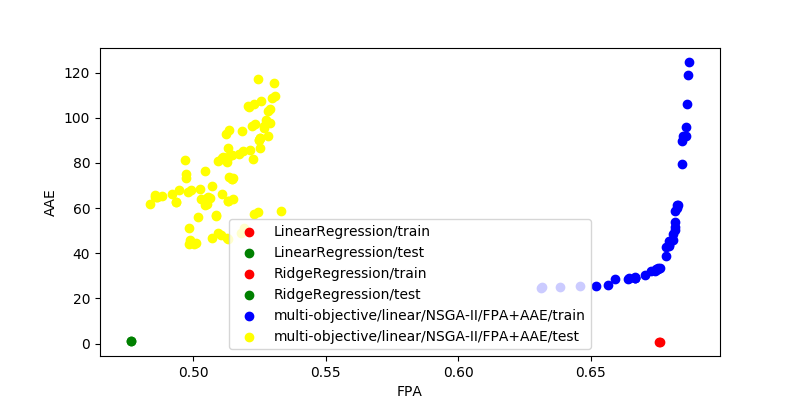 120
100
80
60
40
20
0
AAE
LinearRegression/train
LinearRegression/test
RidgeRegression/train
RidgeRegression/test
multi-objective/linear/NSGA-II/FPA+AAE/train
multi-objective/linear/NSGA-II/FPA+AAE/test
0.50 0.55 0.60 0.65
FPA